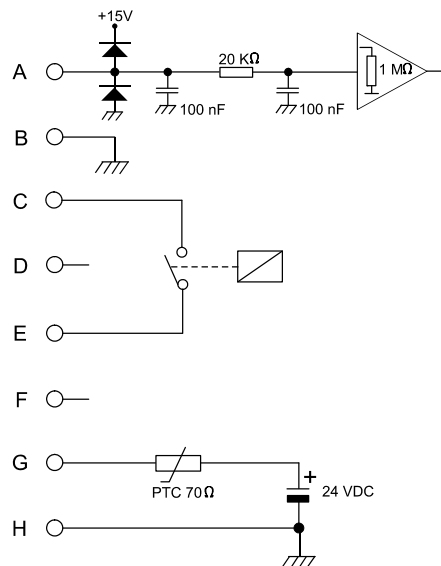 +15V
A
20 KΩ
1 MΩ
100 nF
100 nF
B
C
D
E
F
G
PTC 70Ω
+
24 VDC
H